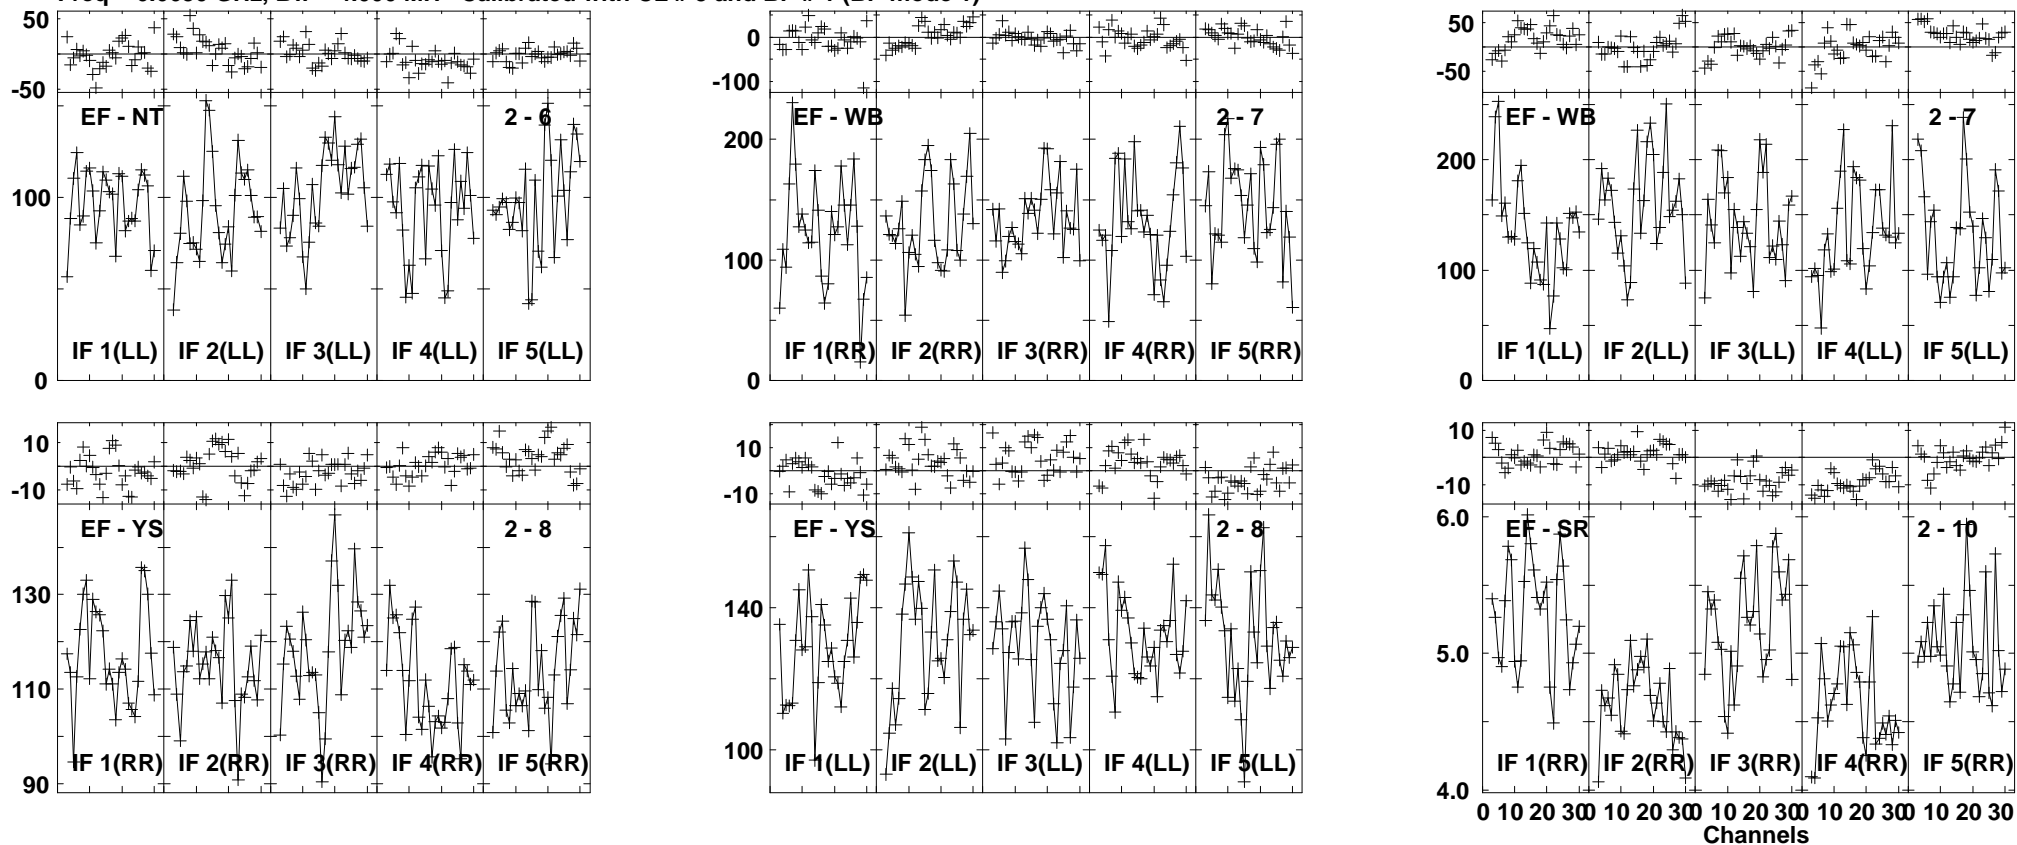 50
-50
EF - NT
2 - 6
100
IF 1(LL) IF 2(LL) IF 3(LL) IF 4(LL) IF 5(LL)
0
0
-100
EF - WB
2 - 7
200
100
IF 1(RR) IF 2(RR) IF 3(RR) IF 4(RR) IF 5(RR)
0
50
-50
EF - WB
2 - 7
200
100
IF 1(LL) IF 2(LL) IF 3(LL) IF 4(LL) IF 5(LL)
0
10
-10
EF - YS
2 - 8
130
110
IF 1(RR) IF 2(RR) IF 3(RR) IF 4(RR) IF 5(RR)
90
10
-10
EF - YS
2 - 8
140
100
IF 1(LL) IF 2(LL) IF 3(LL) IF 4(LL) IF 5(LL)
10
-10
6.0
EF - SR
2 - 10
5.0
IF 1(RR) IF 2(RR) IF 3(RR) IF 4(RR) IF 5(RR)
4.0
0 10 20 30 0 10 20 30 0 10 20 30 0 10 20 30 0 10 20 30
Channels